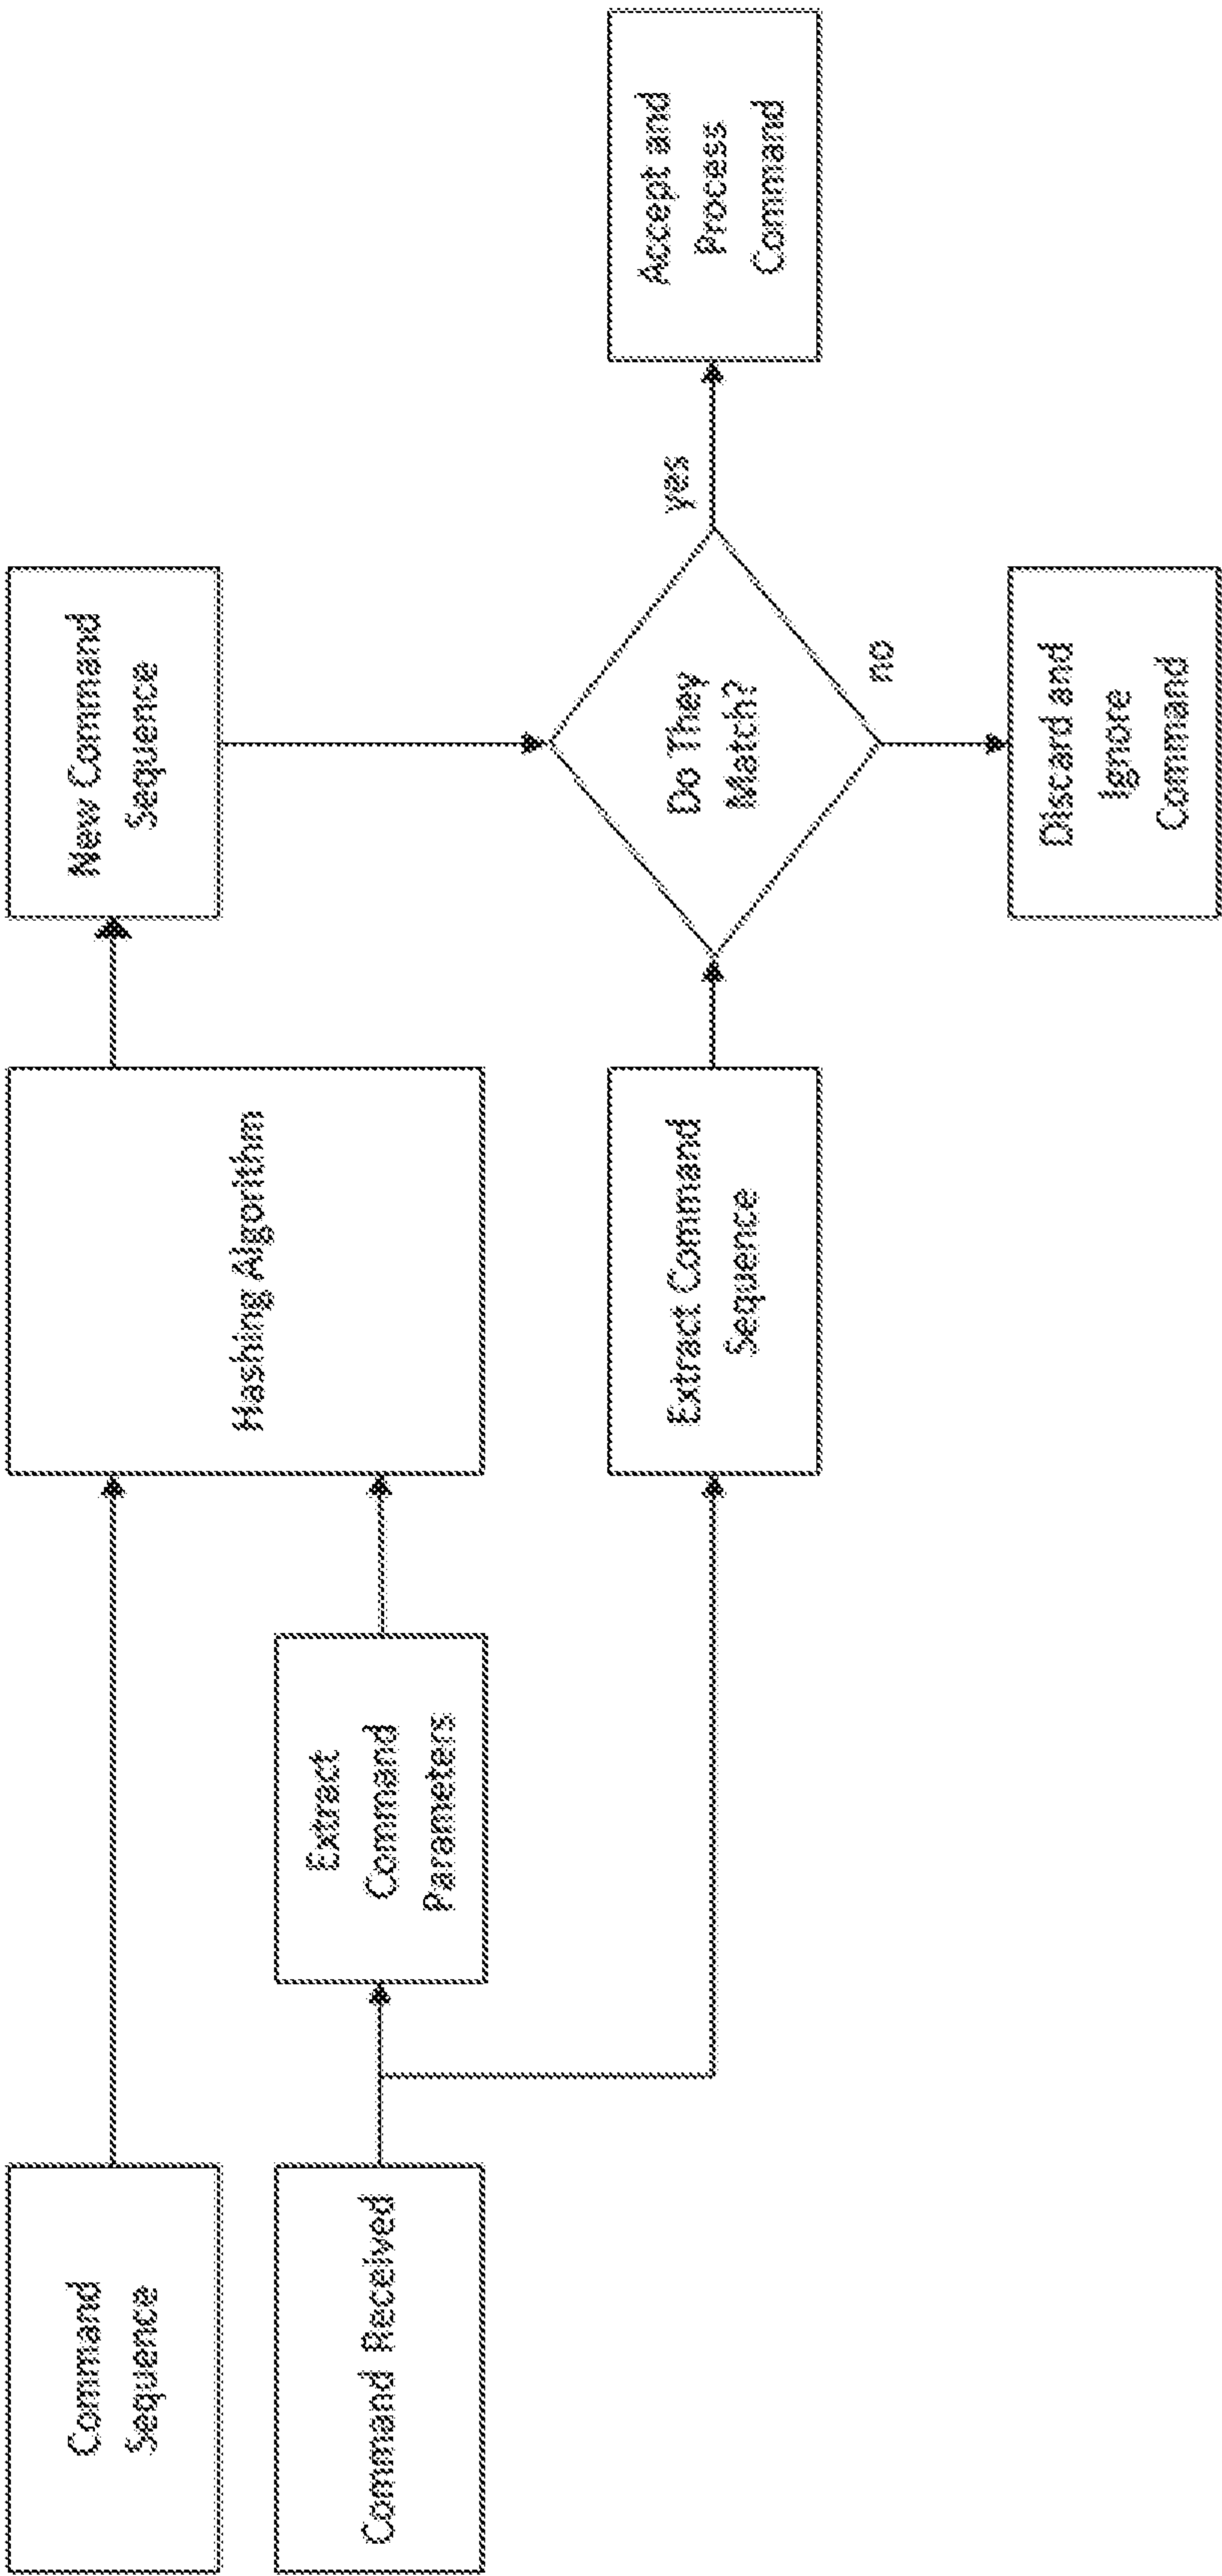 Command
Sequence
Hashing Algorithm
New Command
Sequence
Command Received
Extract
Command
Parameters
Extract Command
Sequence
Do They
Match?
yes
Accept and
Process
Command
no
Discard and
Ignore
Command